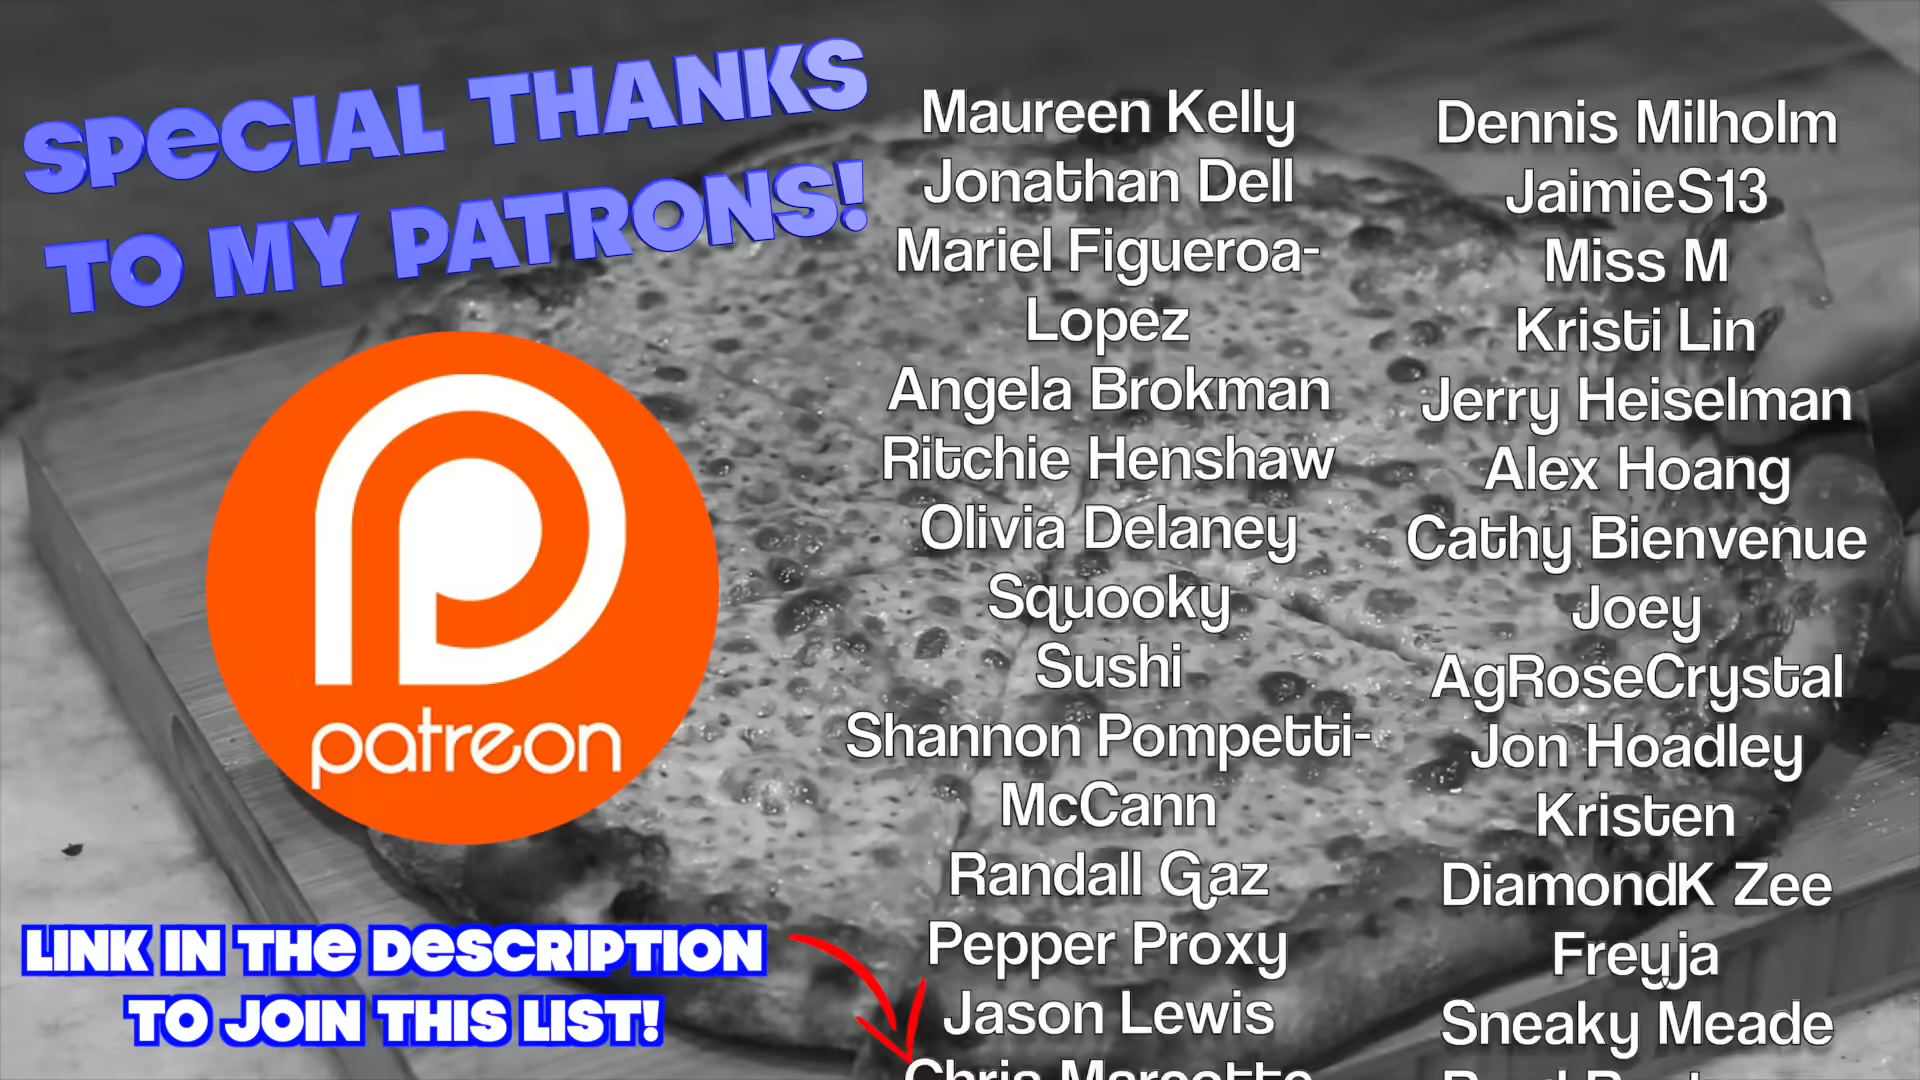 SPECIAL THANKS
TO MY PATRONS!
patreon
LINK IN THE DESCRIPTION
TO JOIN THIS LIST!
Maureen Kelly
Jonathan Dell
Mariel Figueroa-
Lopez
Angela Brokman
Ritchie Henshaw
Olivia Delaney
Squooky
Sushi
Shannon Pompetti-
McCann
Randall Gaz
Pepper Proxy
Jason Lewis
Chris
Dennis Milholm
JaimieS13
Miss M
Kristi Lin
Jerry Heiselman
Alex Hoang
Cathy Bienvenue
Joey
AgRoseCrystal
Jon Hoadley
Kristen
DiamondK Zee
Freyja
Sneaky Meade